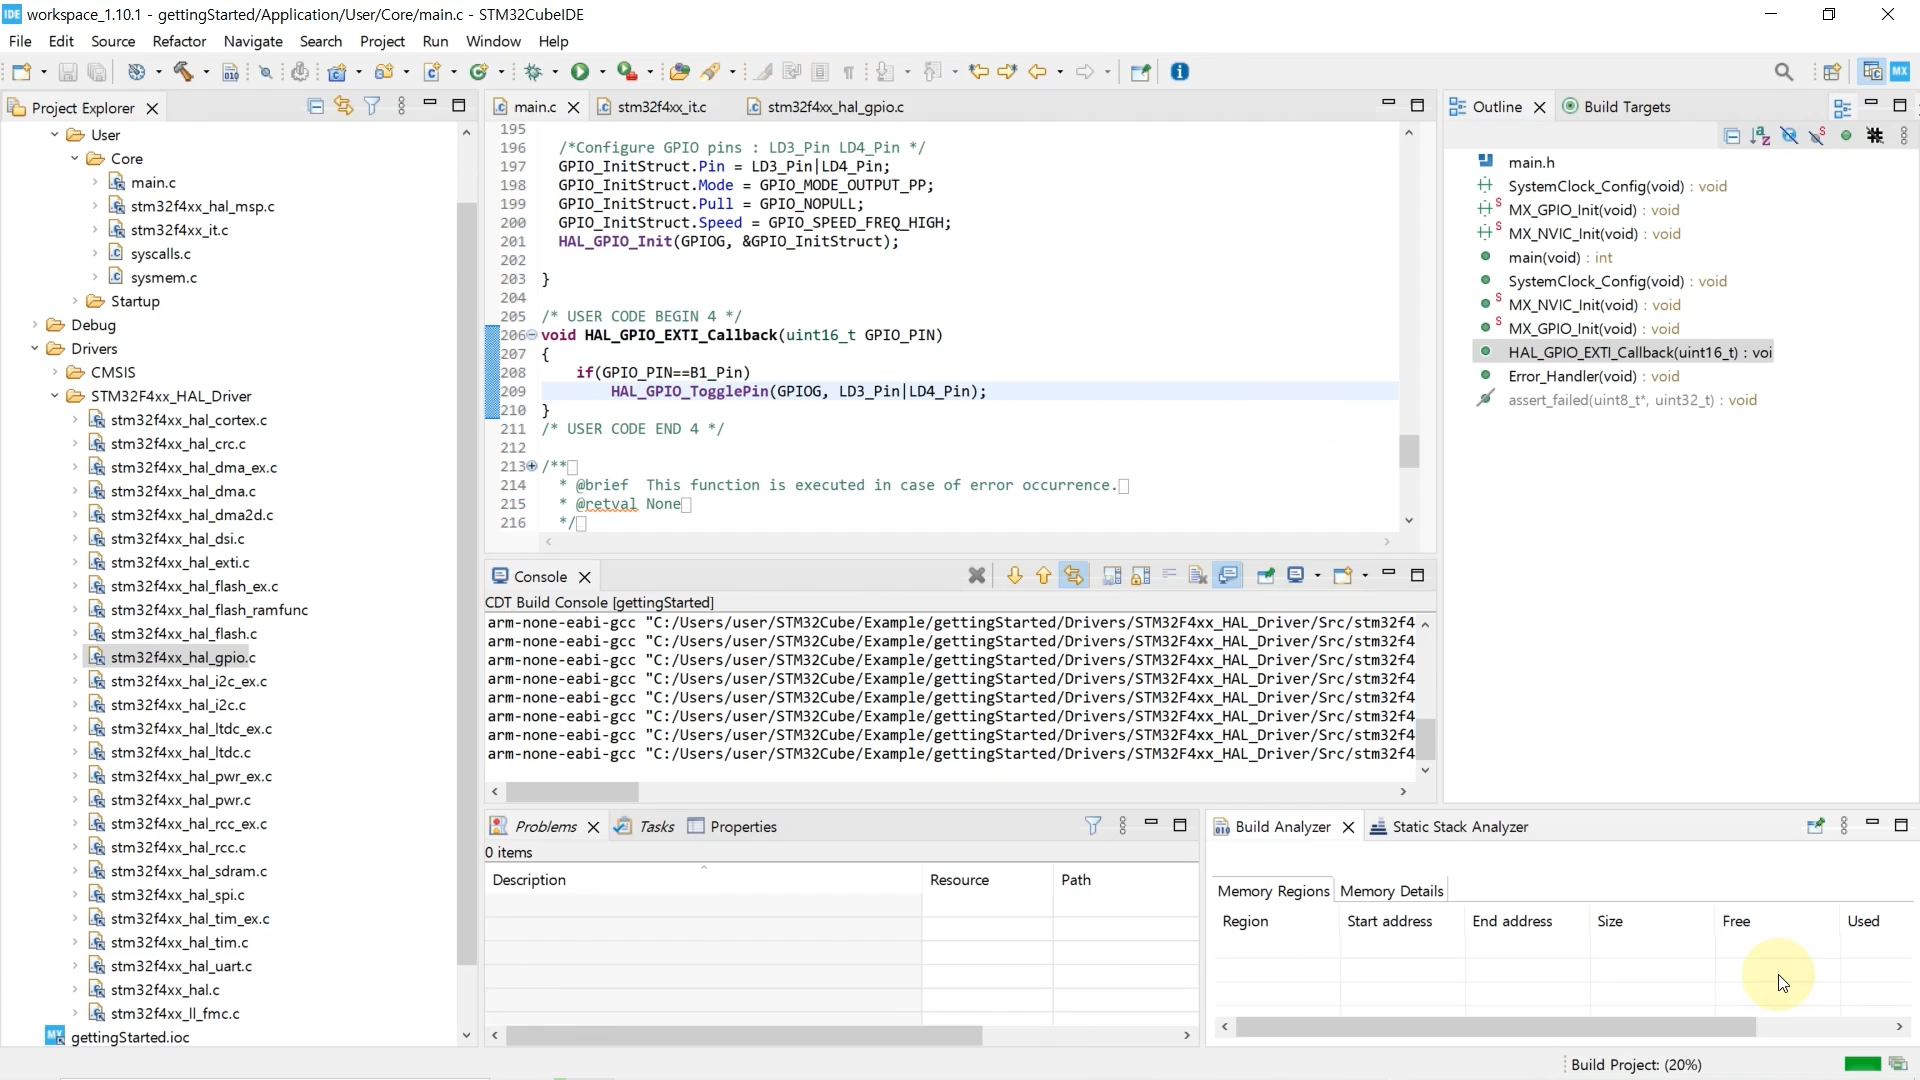 IDE workspace_1.10.1 - gettingStarted/Application/User/Core/main.c - STM32CubeIDE
File Edit Source Refactor Navigate Search Project Run Window Help
MX
Project Explorer
User
Core
main.c
stm32f4xx_hal_msp.c
stm32f4xx_it.c
syscalls.c
sysmem.c
Startup
Debug
Drivers
CMSIS
STM32F4xx_HAL_Driver
stm32f4xx_hal_cortex.c
stm32f4xx_hal_crc.c
stm32f4xx_hal_dma_ex.c
stm32f4xx_hal_dma.c
stm32f4xx_hal_dma2d.c
stm32f4xx_hal_dsi.c
stm32f4xx_hal_exti.c
stm32f4xx_hal_flash_ex.c
stm32f4xx_hal_flash_ramfunc
stm32f4xx_hal_flash.c
stm32f4xx_hal_gpio.c
stm32f4xx_hal_i2c_ex.c
stm32f4xx_hal_i2c.c
stm32f4xx_hal_ltdc_ex.c
stm32f4xx_hal_ltdc.c
stm32f4xx_hal_pwr_ex.c
stm32f4xx_hal_pwr.c
stm32f4xx_hal_rcc_ex.c
stm32f4xx_hal_rcc.c
stm32f4xx_hal_sdram.c
stm32f4xx_hal_spi.c
stm32f4xx_hal_tim_ex.c
stm32f4xx_hal_tim.c
stm32f4xx_hal_uart.c
stm32f4xx_hal.c
stm32f4xx_ll_fmc.c
gettingStarted.ioc
main.c stm32f4xx_it.c stm32f4xx_hal_gpio.c
195
196 /*Configure GPIO pins : LD3_Pin LD4_Pin */
197 GPIO_InitStruct.Pin = LD3_Pin|LD4_Pin;
198 GPIO_InitStruct.Mode = GPIO_MODE_OUTPUT_PP;
199 GPIO_InitStruct.Pull = GPIO_NOPULL;
200 GPIO_InitStruct.Speed = GPIO_SPEED_FREQ_HIGH;
201 HAL_GPIO_Init(GPIOG, &GPIO_InitStruct);
202
203 }
204
205 /* USER CODE BEGIN 4 */
206 void HAL_GPIO_EXTI_Callback(uint16_t GPIO_PIN)
207 {
208 if(GPIO_PIN==B1_Pin)
209 HAL_GPIO_TogglePin(GPIOG, LD3_Pin|LD4_Pin);
210 }
211 /* USER CODE END 4 */
212
213 /**
214 * @brief This function is executed in case of error occurrence.
215 * @retval None
216 */
Console
CDT Build Console [gettingStarted]
arm-none-eabi-gcc "C:/Users/user/STM32Cube/Example/gettingStarted/Drivers/STM32F4xx_HAL_Driver/Src/stm32f4
arm-none-eabi-gcc "C:/Users/user/STM32Cube/Example/gettingStarted/Drivers/STM32F4xx_HAL_Driver/Src/stm32f4
arm-none-eabi-gcc "C:/Users/user/STM32Cube/Example/gettingStarted/Drivers/STM32F4xx_HAL_Driver/Src/stm32f4
arm-none-eabi-gcc "C:/Users/user/STM32Cube/Example/gettingStarted/Drivers/STM32F4xx_HAL_Driver/Src/stm32f4
arm-none-eabi-gcc "C:/Users/user/STM32Cube/Example/gettingStarted/Drivers/STM32F4xx_HAL_Driver/Src/stm32f4
arm-none-eabi-gcc "C:/Users/user/STM32Cube/Example/gettingStarted/Drivers/STM32F4xx_HAL_Driver/Src/stm32f4
arm-none-eabi-gcc "C:/Users/user/STM32Cube/Example/gettingStarted/Drivers/STM32F4xx_HAL_Driver/Src/stm32f4
arm-none-eabi-gcc "C:/Users/user/STM32Cube/Example/gettingStarted/Drivers/STM32F4xx_HAL_Driver/Src/stm32f4
Problems Tasks Properties
0 items
Description Resource Path
Outline Build Targets
main.h
SystemClock_Config(void) : void
MX_GPIO_Init(void) : void
MX_NVIC_Init(void) : void
main(void) : int
SystemClock_Config(void) : void
MX_NVIC_Init(void) : void
MX_GPIO_Init(void) : void
HAL_GPIO_EXTI_Callback(uint16_t) : voi
Error_Handler(void) : void
assert_failed(uint8_t*, uint32_t) : void
Build Analyzer Static Stack Analyzer
Memory Regions Memory Details
Region Start address End address Size Free Used
Build Project: (20%)